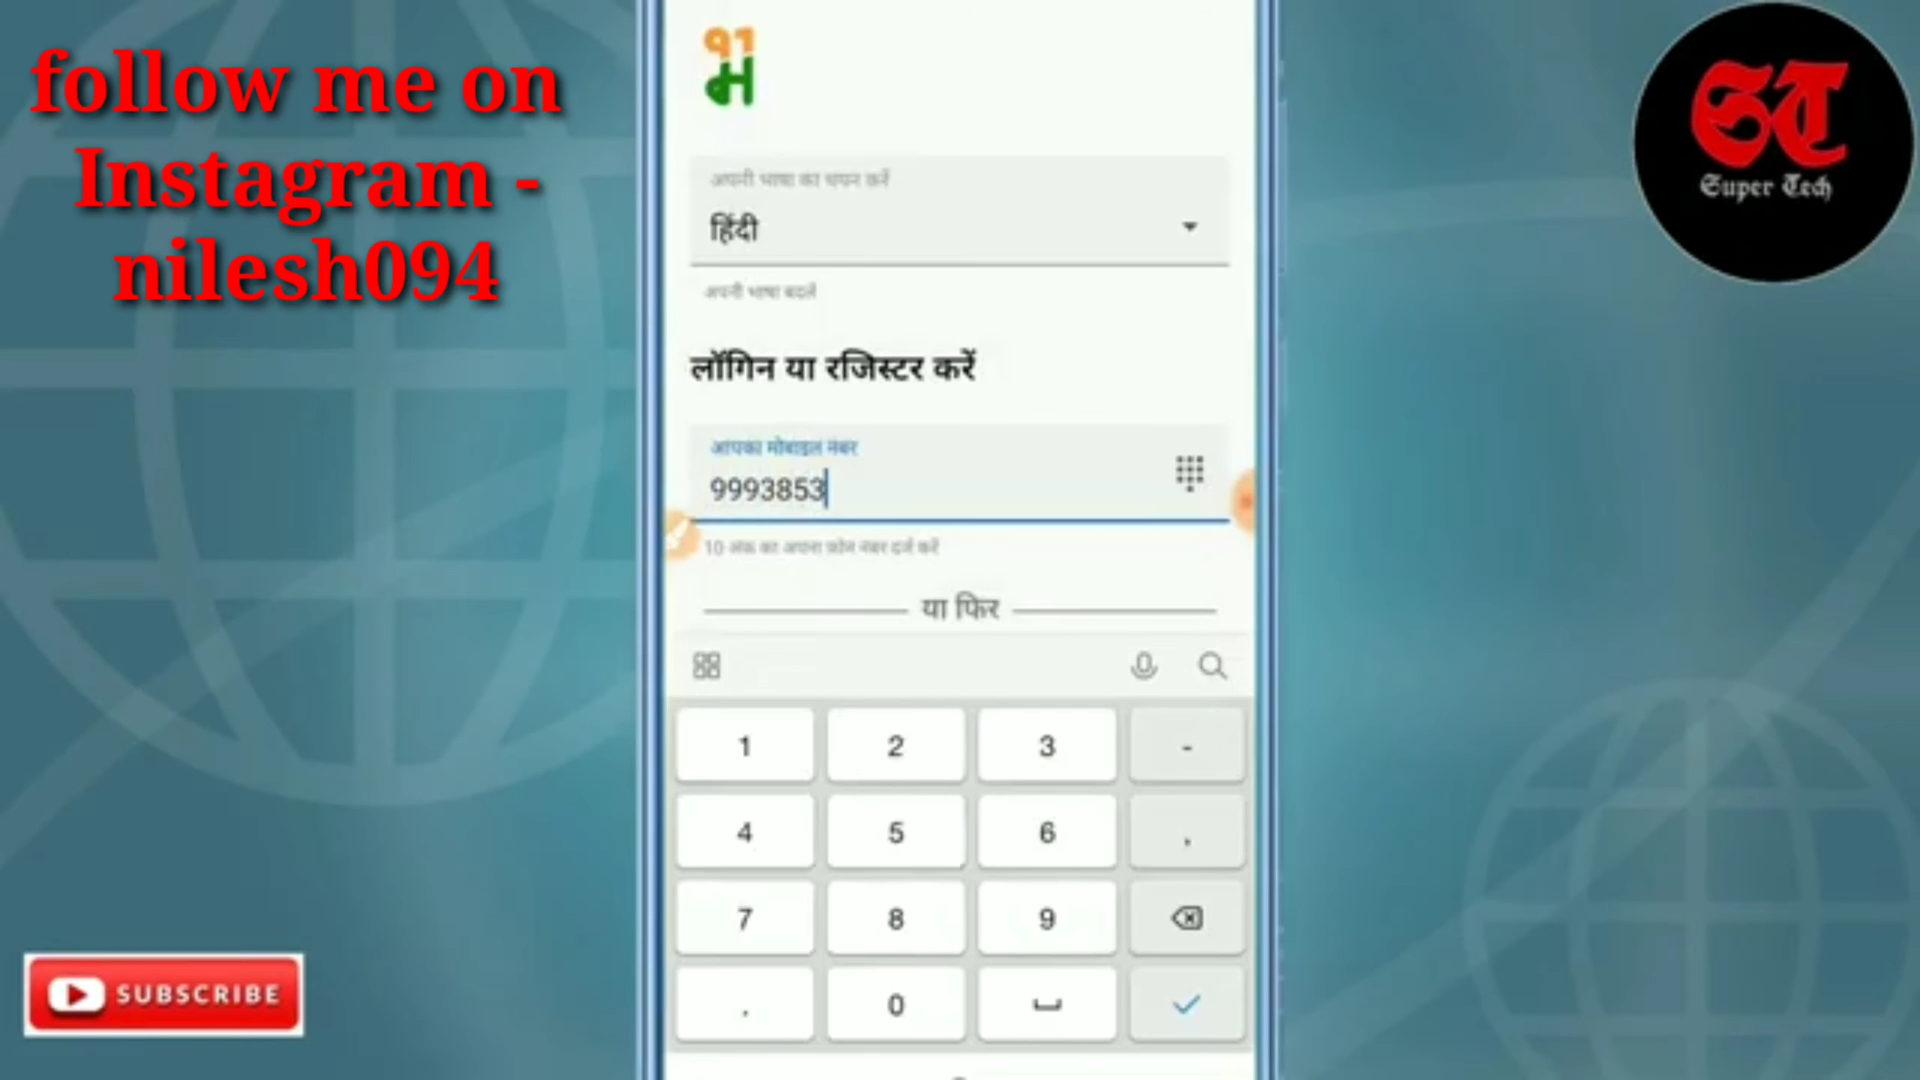 follow me on
Instagram -
nilesh094
ST
Super Tech
भा
म
अपनी भाषा का चयन करें
हिंदी
अपनी भाषा बदलें
लॉगिन या रजिस्टर करें
आपका मोबाइल नंबर
9993853
10 अंक का अपना फ़ोन नंबर दर्ज करें
या फिर
1 2 3 -
4 5 6 ,
7 8 9
. 0
SUBSCRIBE